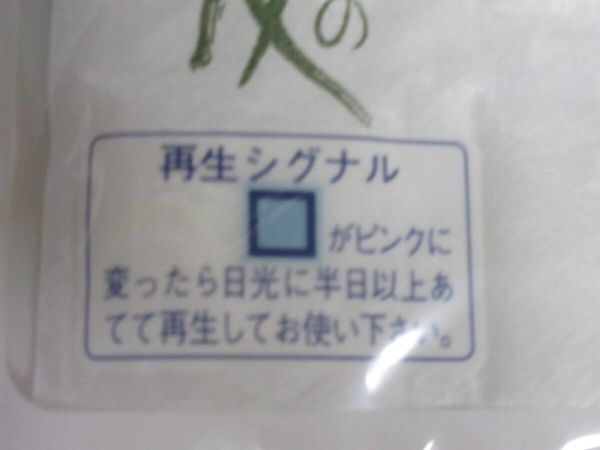 の
再生シグナル
がピンクに
変ったら日光に半日以上あ
てて再生してお使い下さい。